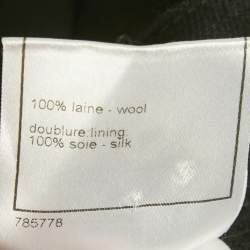 100% laine - wool
doublure:lining:
100% soie - silk
785778